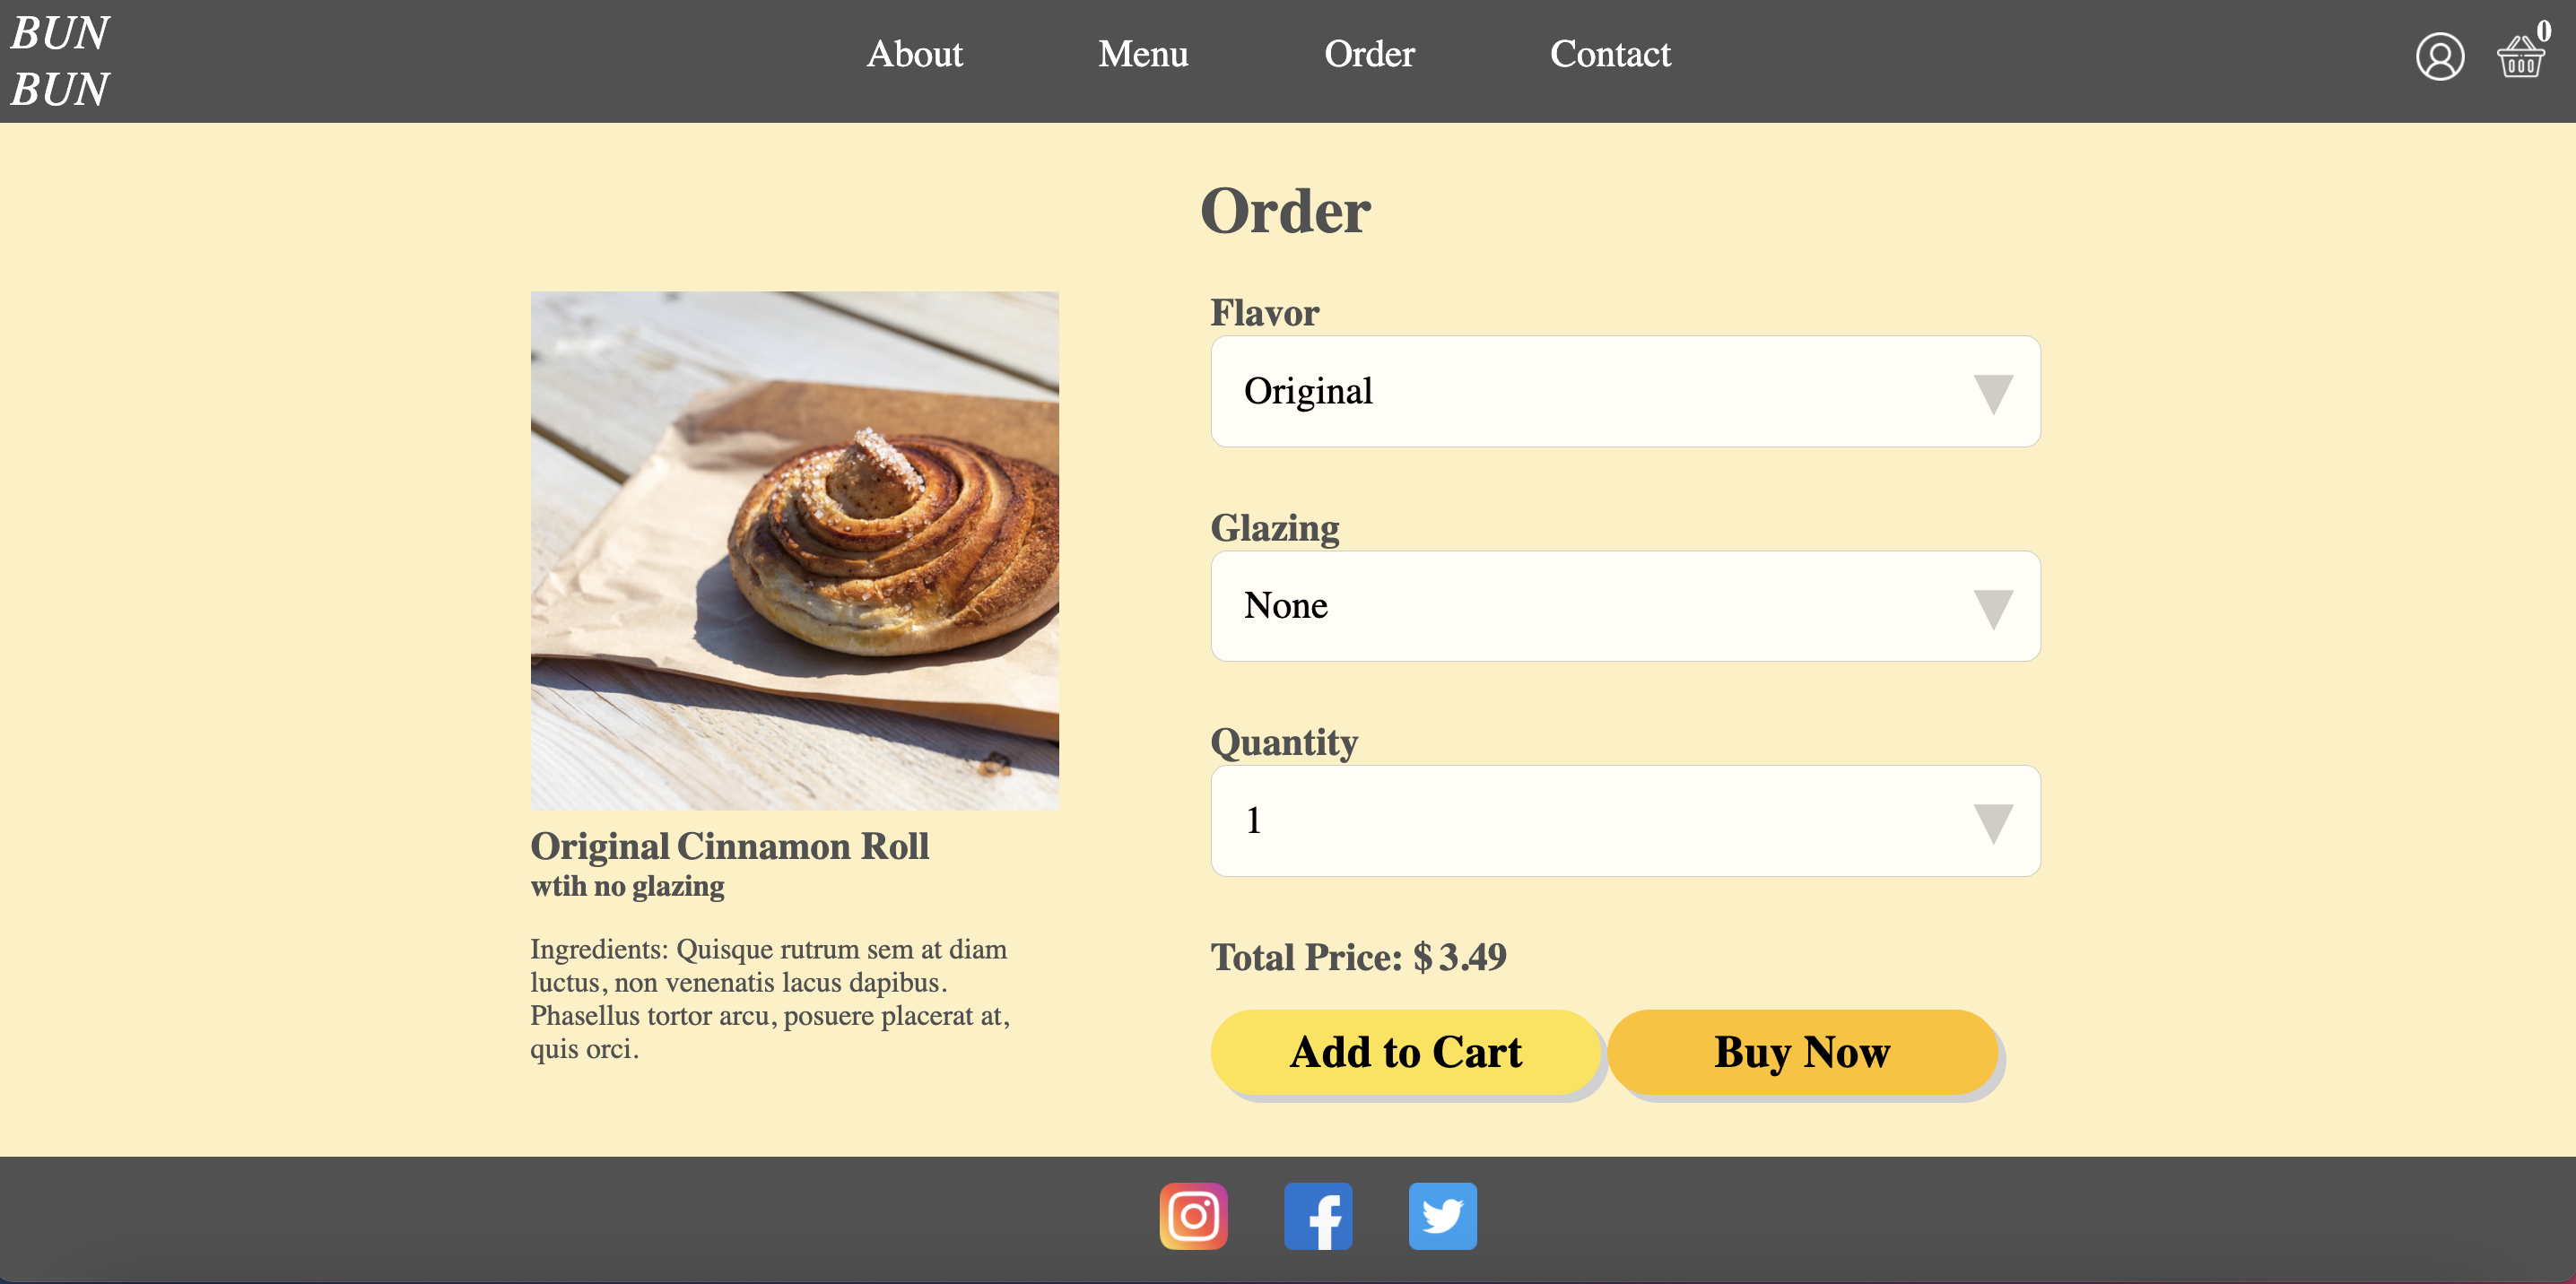 BUN
BUN
About Menu Order Contact
0
Order
Flavor
Original
Glazing
None
Quantity
1
Original Cinnamon Roll
wtih no glazing
Ingredients: Quisque rutrum sem at diam
luctus, non venenatis lacus dapibus.
Phasellus tortor arcu, posuere placerat at,
quis orci.
Total Price: $ 3.49
Add to Cart
Buy Now